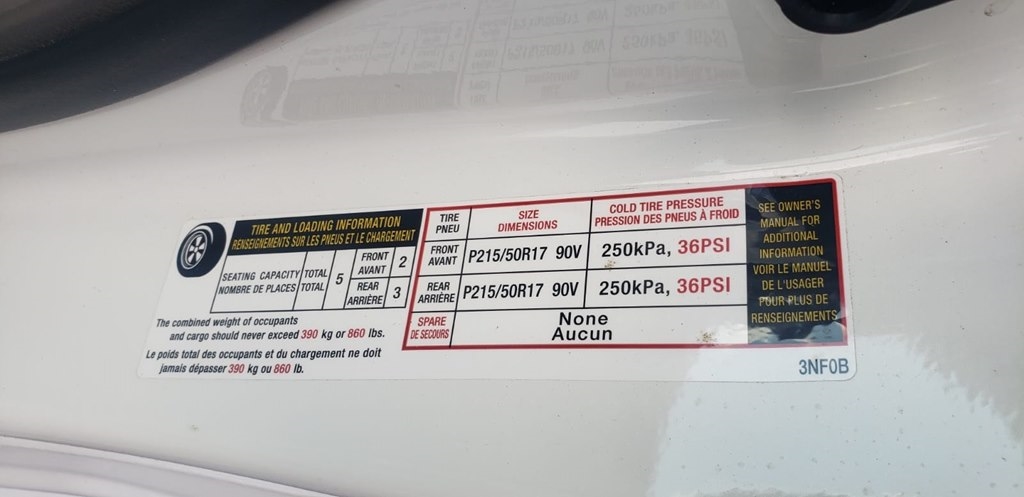 TIRE AND LOADING INFORMATION
RENSEIGNEMENTS SUR LES PNEUS ET LE CHARGEMENT
SEATING CAPACITY
NOMBRE DE PLACES
TOTAL
TOTAL
5
FRONT
AVANT
2
REAR
ARRIÈRE
3
The combined weight of occupants
and cargo should never exceed 390 kg or 860 lbs.
Le poids total des occupants et du chargement ne doit
jamais dépasser 390 kg ou 860 lb.
TIRE
PNEU
SIZE
DIMENSIONS
COLD TIRE PRESSURE
PRESSION DES PNEUS À FROID
FRONT
AVANT
P215/50R17 90V
250kPa, 36PSI
REAR
ARRIÈRE
P215/50R17 90V
250kPa, 36PSI
SPARE
DE SECOURS
None
Aucun
SEE OWNER'S
MANUAL FOR
ADDITIONAL
INFORMATION
VOIR LE MANUEL
DE L'USAGER
POUR PLUS DE
RENSEIGNEMENTS
3NF0B